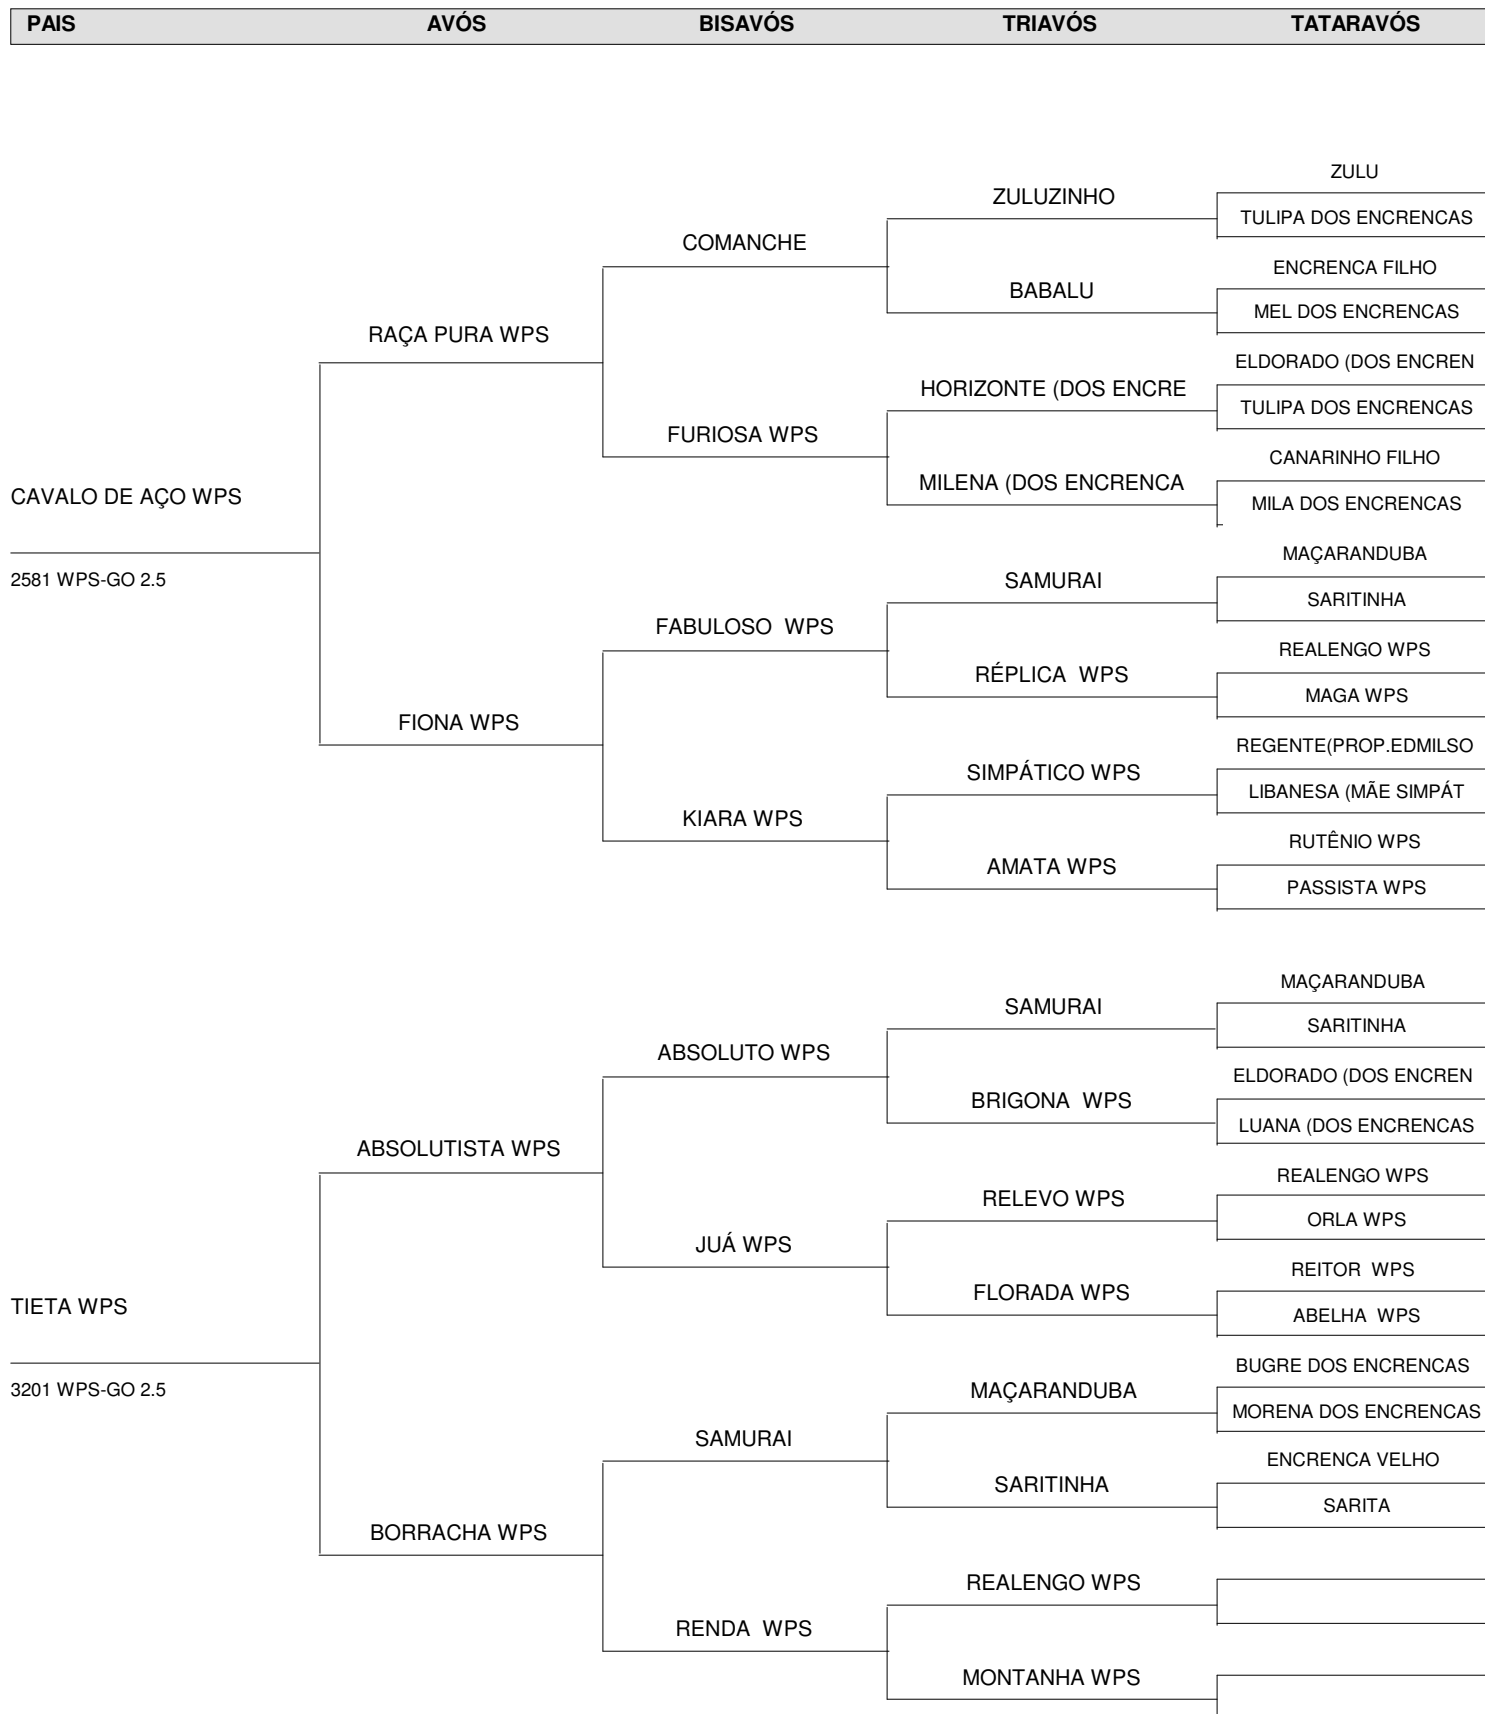 PAIS AVÓS BISAVÓS TRIAVÓS TATARAVÓS
ZULU
ZULUZINHO
TULIPA DOS ENCRENCAS
COMANCHE
ENCRENCA FILHO
BABALU
MEL DOS ENCRENCAS
RAÇA PURA WPS
ELDORADO (DOS ENCREN
HORIZONTE (DOS ENCRE
TULIPA DOS ENCRENCAS
FURIOSA WPS
CANARINHO FILHO
MILENA (DOS ENCRENCA
CAVALO DE AÇO WPS
MILA DOS ENCRENCAS
MAÇARANDUBA
2581 WPS-GO 2.5
SAMURAI
SARITINHA
FABULOSO  WPS
REALENGO WPS
RÉPLICA  WPS
MAGA WPS
FIONA WPS
REGENTE(PROP.EDMILSO
SIMPÁTICO WPS
LIBANESA (MÃE SIMPÁT
KIARA WPS
RUTÊNIO WPS
AMATA WPS
PASSISTA WPS
MAÇARANDUBA
SAMURAI
SARITINHA
ABSOLUTO WPS
ELDORADO (DOS ENCREN
BRIGONA  WPS
LUANA (DOS ENCRENCAS
ABSOLUTISTA WPS
REALENGO WPS
RELEVO WPS
ORLA WPS
JUÁ WPS
REITOR  WPS
FLORADA WPS
TIETA WPS
ABELHA  WPS
BUGRE DOS ENCRENCAS
3201 WPS-GO 2.5
MAÇARANDUBA
MORENA DOS ENCRENCAS
SAMURAI
ENCRENCA VELHO
SARITINHA
SARITA
BORRACHA WPS
REALENGO WPS
RENDA  WPS
MONTANHA WPS